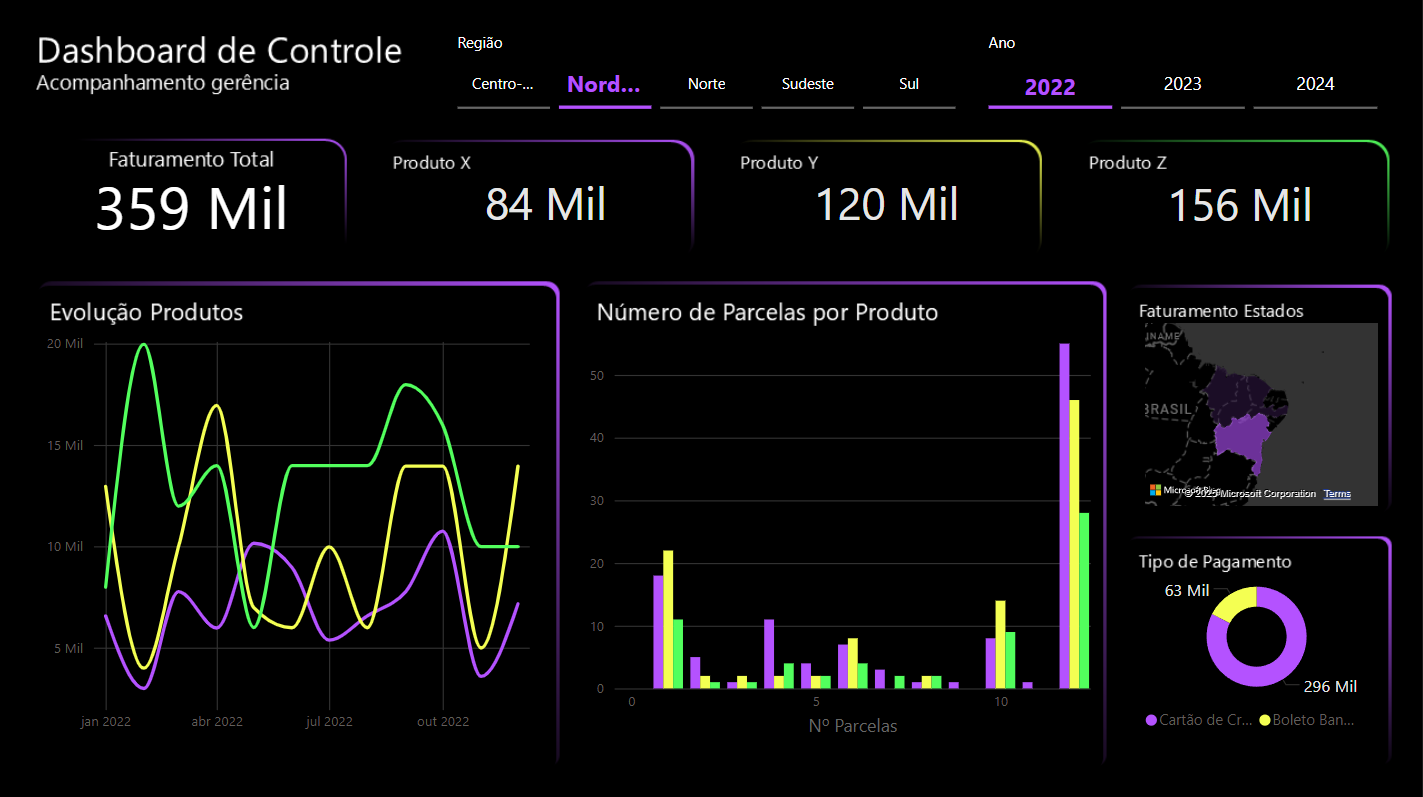 Dashboard de Controle
Acompanhamento gerência
Região
Centro-...
Nord...
Norte
Sudeste
Sul
Ano
2022
2023
2024
Faturamento Total
359 Mil
Produto X
84 Mil
Produto Y
120 Mil
Produto Z
156 Mil
Evolução Produtos
20 Mil
15 Mil
10 Mil
5 Mil
jan 2022
abr 2022
jul 2022
out 2022
Número de Parcelas por Produto
50
40
30
20
10
0
0
5
10
Nº Parcelas
Faturamento Estados
NAME
BRASIL
© 2025 Microsoft Corporation
Terms
Tipo de Pagamento
63 Mil
296 Mil
Cartão de Cr...
Boleto Ban...